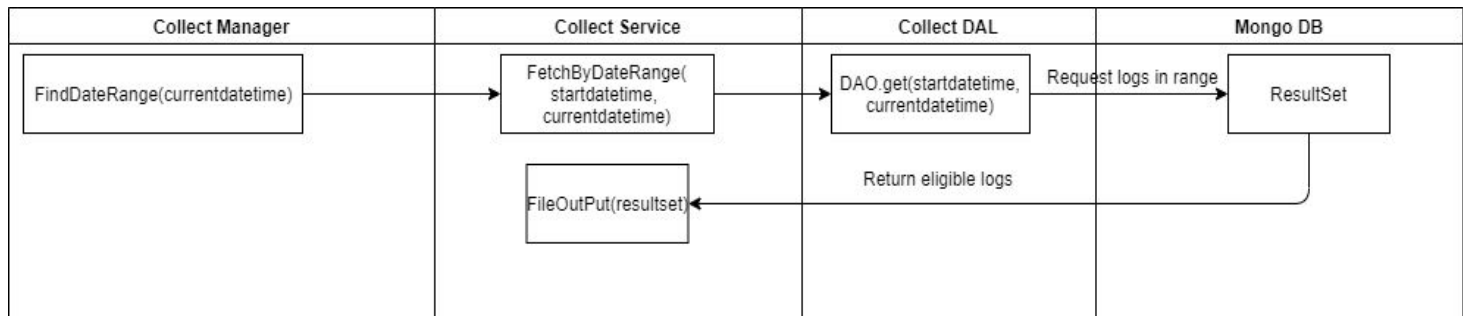 Collect Manager
Collect Service
Collect DAL
Mongo DB
FindDateRange(currentdatetime)
FetchByDateRange(
startdatetime,
currentdatetime)
DAO.get(startdatetime,
currentdatetime)
Request logs in range
ResultSet
Return eligible logs
FileOutPut(resultset)